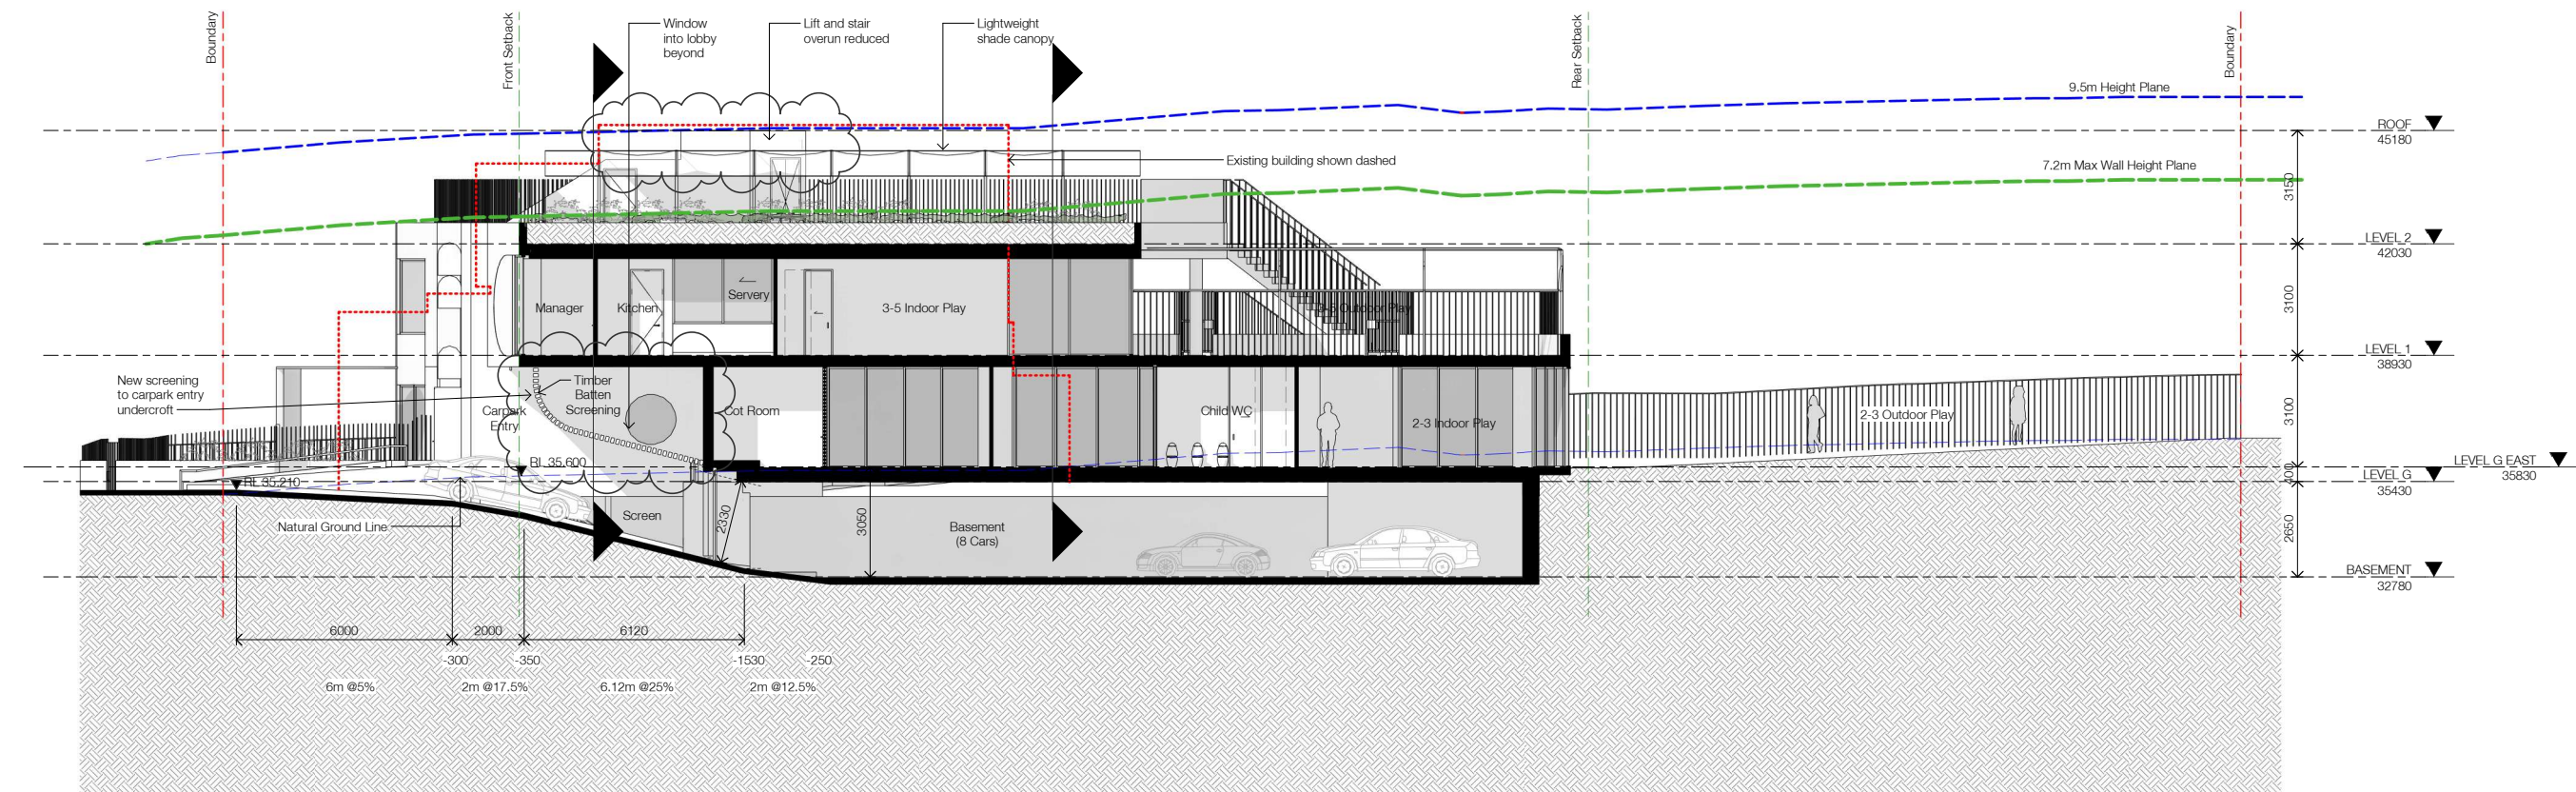 Boundary
Front Setback
Window
into lobby
beyond
Lift and stair
overun reduced
Lightweight
shade canopy
Rear Setback
Boundary
9.5m Height Plane
ROOF
45180
Existing building shown dashed
7.2m Max Wall Height Plane
3150
LEVEL 2
42030
Manager
Kitchen
Servery
3-5 Indoor Play
3-5 Outdoor Play
3100
LEVEL 1
38930
New screening
to carpark entry
undercroft
Timber
Batten
Screening
Carpark
Entry
Cot Room
Child WC
2-3 Indoor Play
2-3 Outdoor Play
3100
RL 35.600
LEVEL G EAST
35830
RL 35.210
400
LEVEL G
35430
Natural Ground Line
Screen
2330
3050
Basement
(8 Cars)
2650
BASEMENT
32780
6000
2000
6120
-300
-350
-1530
-250
6m @5%
2m @17.5%
6.12m @25%
2m @12.5%